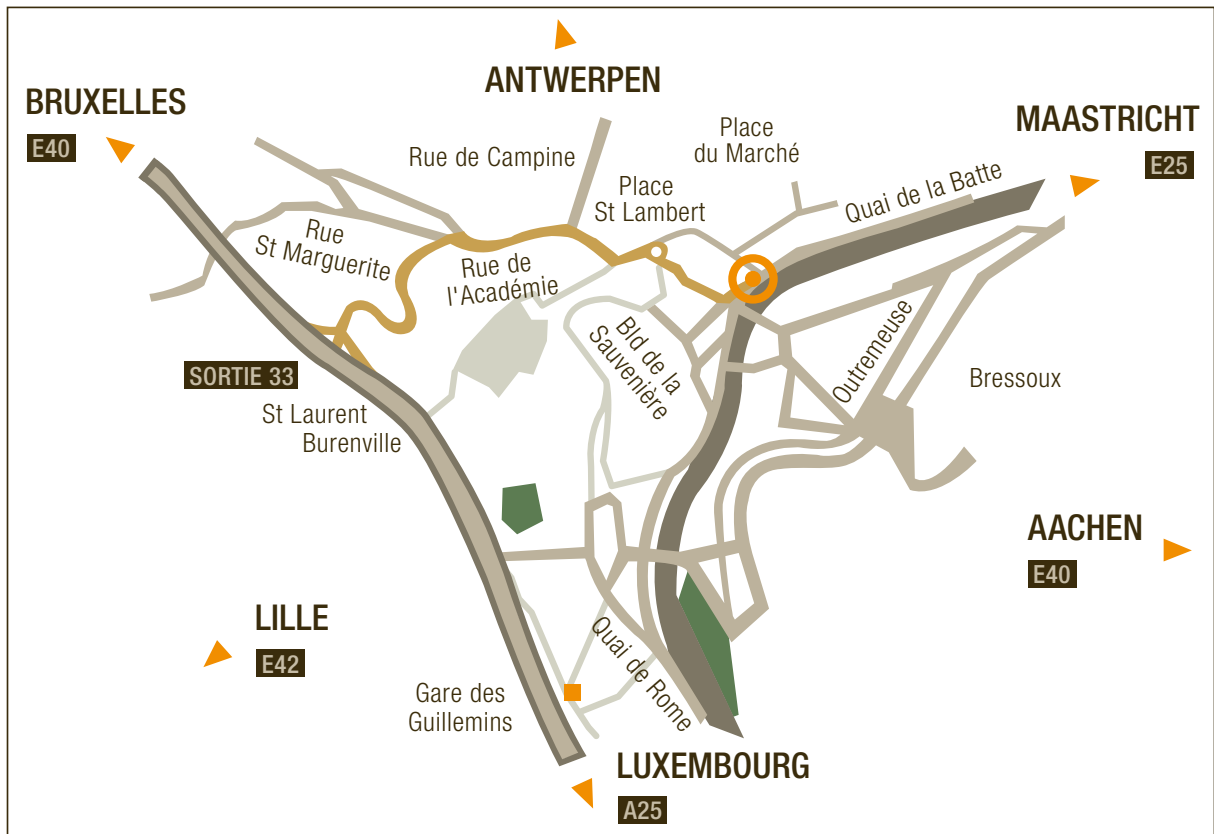 ANTWERPEN
BRUXELLES
E40
MAASTRICHT
E25
Rue de Campine
Place
du Marché
Place
St Lambert
Quai de la Batte
Rue
St Marguerite
Rue de
l'Académie
Bld de la
Sauvenière
Outremeuse
Bressoux
SORTIE 33
St Laurent
Burenville
AACHEN
E40
LILLE
E42
Quai de Rome
Gare des
Guillemins
LUXEMBOURG
A25